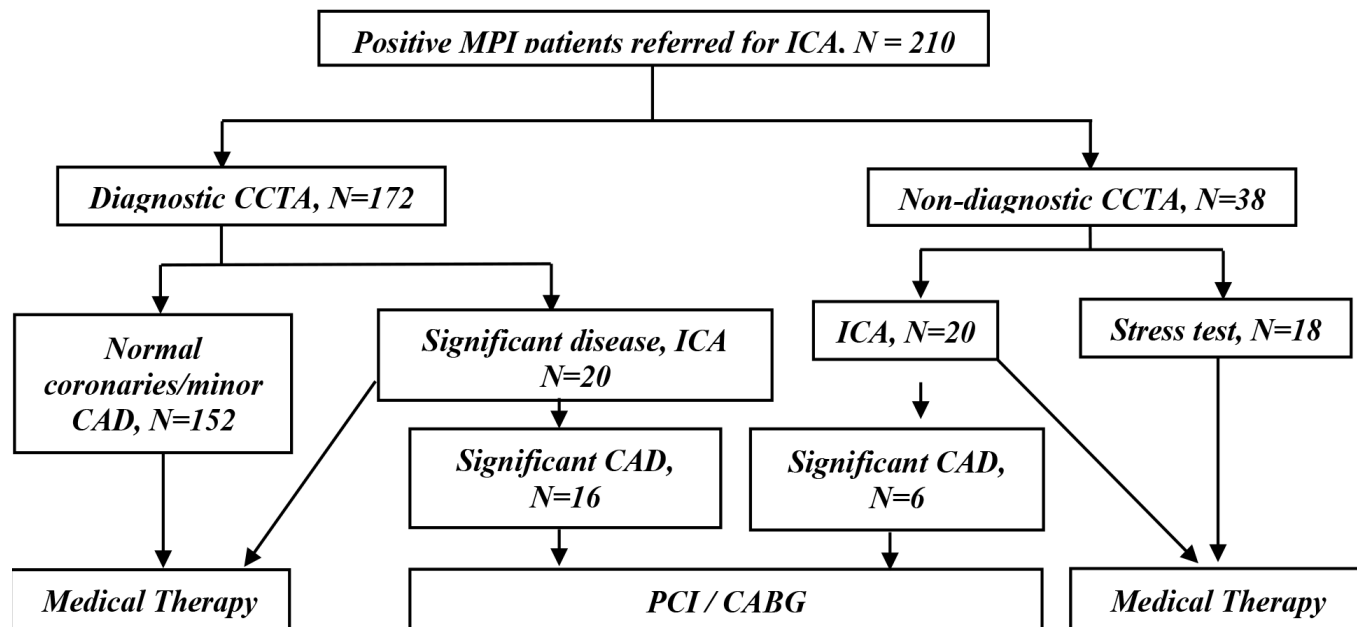 Positive MPI patients referred for ICA. N = 210
Diagnostic CCTA, N=172
Non-diagnostic CCTA, N=38
Normal
coronaries/minor
CAD, N=152
Significant disease, ICA
N=20
ICA, N=20
Stress test, N=18
Significant CAD,
N=16
Significant CAD,
N=6
Medical Therapy
PCI / CABG
Medical Therapy